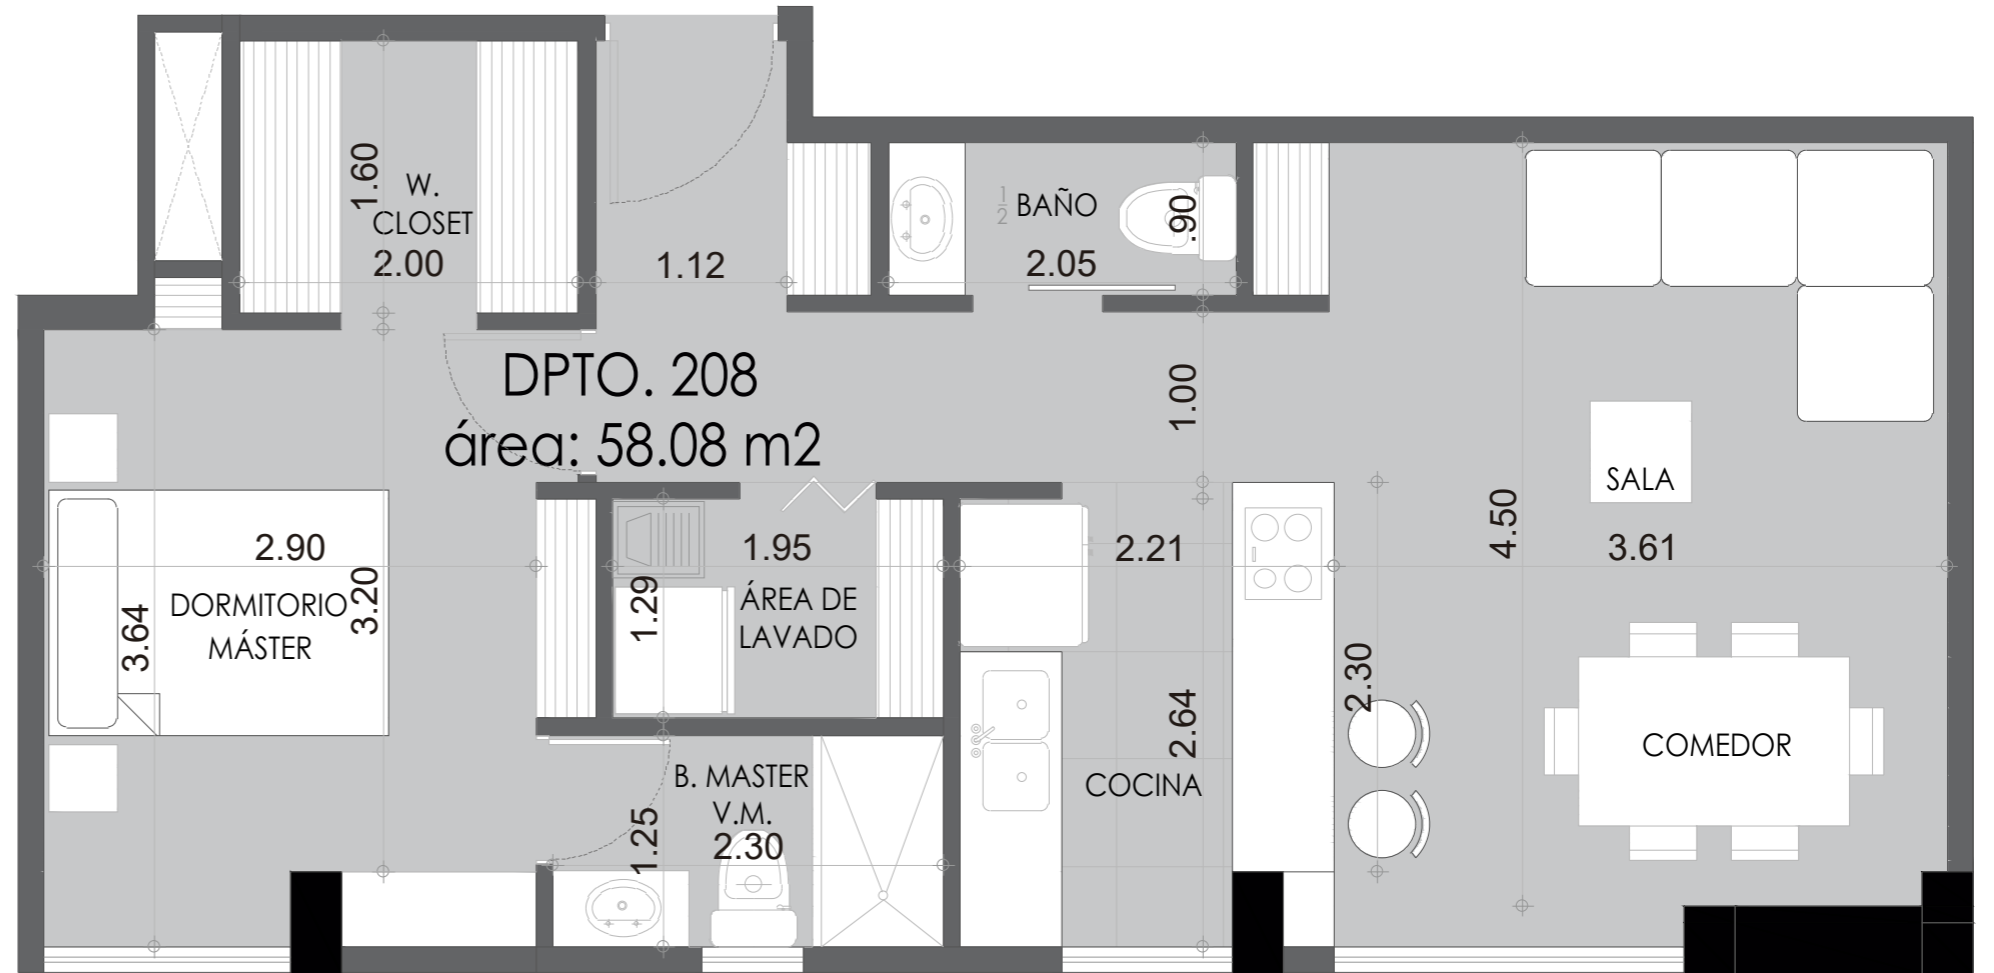 1.60
W.
CLOSET
2.00
1.12
1/2 BAÑO
.90
2.05
DPTO. 208
área: 58.08 m2
1.00
SALA
4.50
3.61
2.90
3.20
DORMITORIO
MÁSTER
3.64
1.95
1.29
ÁREA DE
LAVADO
2.21
2.30
2.64
COCINA
COMEDOR
B. MASTER
V.M.
1.25
2.30